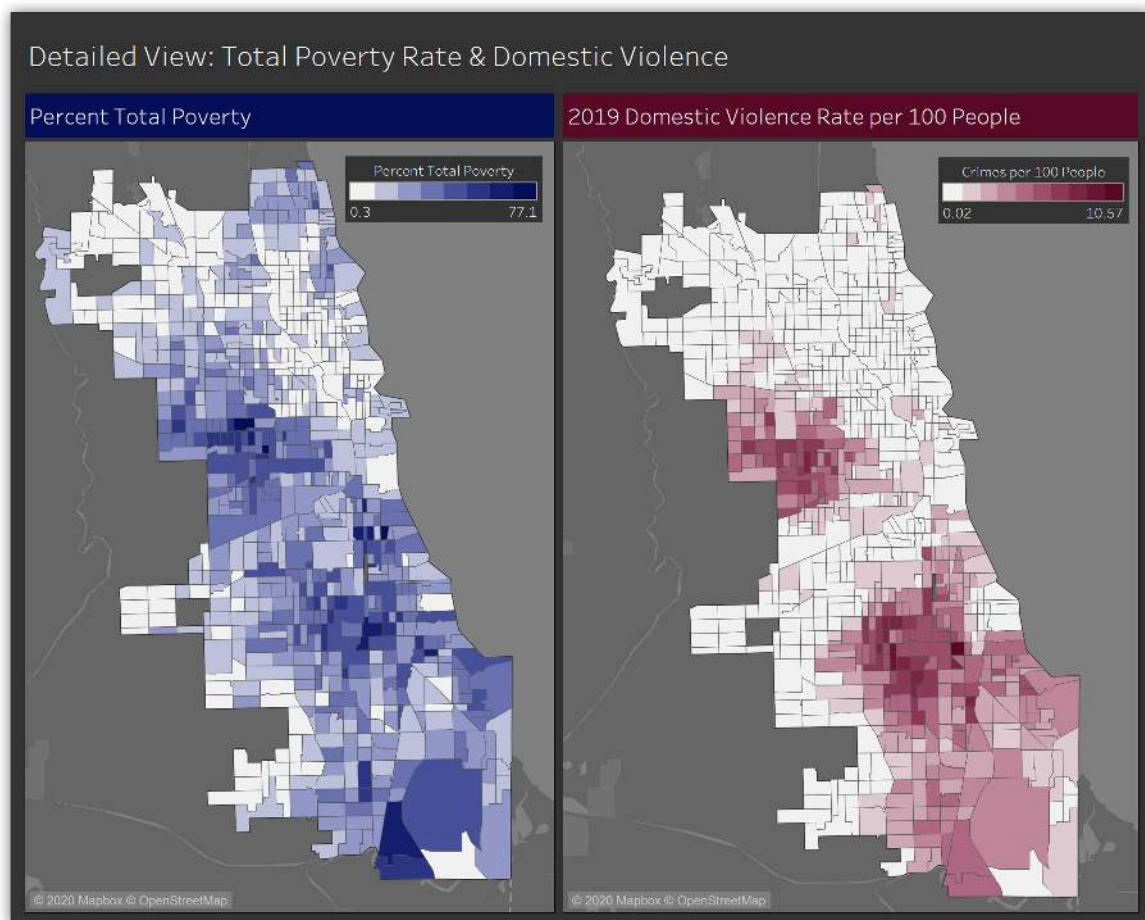 Detailed View: Total Poverty Rate & Domestic Violence
Percent Total Poverty
2019 Domestic Violence Rate per 100 People
Percent Total Poverty
0.3 77.1
Crimes per 100 People
0.02 10.57
© 2020 Mapbox © OpenStreetMap
© 2020 Mapbox © OpenStreetMap